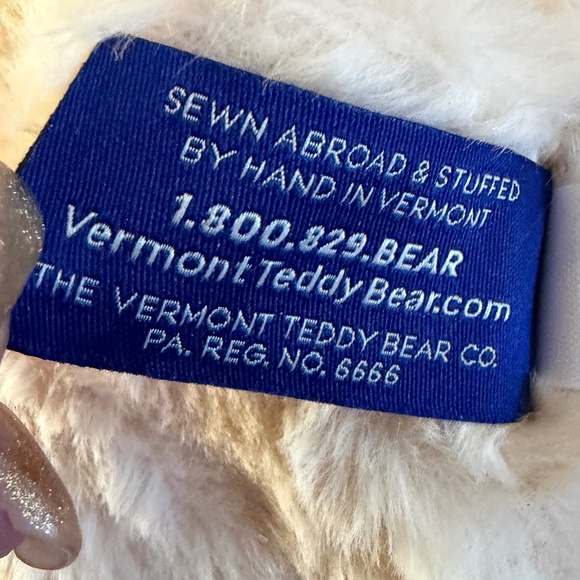 SEWN ABROAD & STUFFED
BY HAND IN VERMONT
1.800.829.BEAR
VermontTeddyBear.com
THE VERMONT TEDDY BEAR CO.
PA. REG. NO. 6666